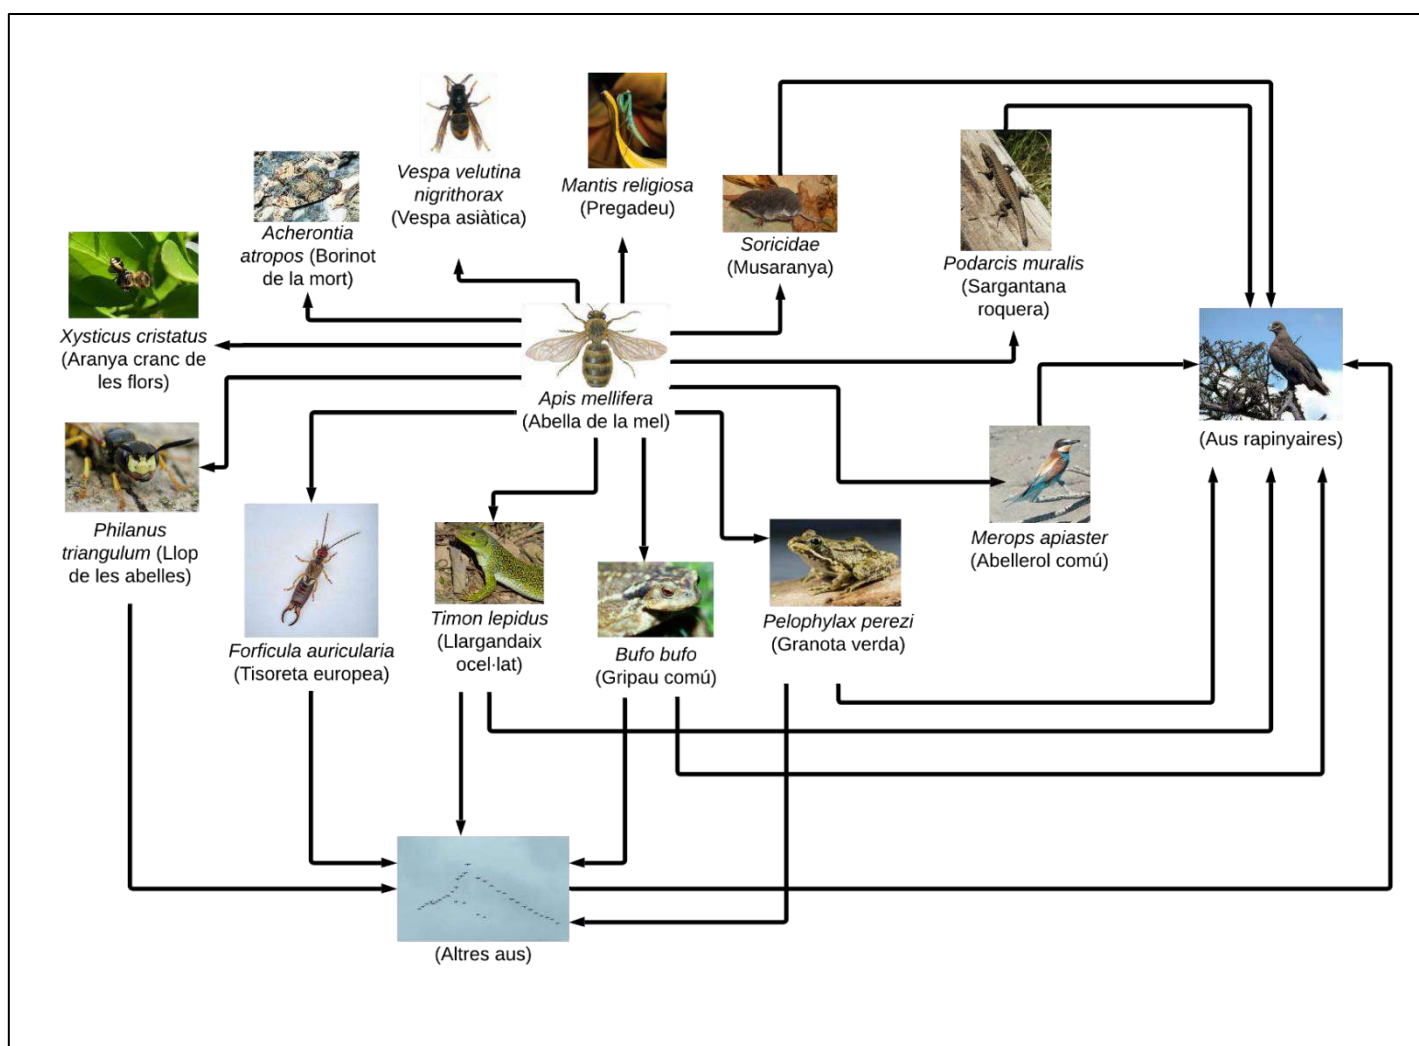 Vespa velutina
nigrithorax
(Vespa asiàtica)
Mantis religiosa
(Pregadeu)
Acherontia
atropos (Borinot
de la mort)
Soricidae
(Musaranya)
Podarcis muralis
(Sargantana
roquera)
Xysticus cristatus
(Aranya cranc de
les flors)
Apis mellifera
(Abella de la mel)
(Aus rapinyaires)
Philanus
triangulum (Llop
de les abelles)
Merops apiaster
(Abellerol comú)
Forficula auricularia
(Tisoreta europea)
Timon lepidus
(Llargandaix
ocel·lat)
Bufo bufo
(Gripau comú)
Pelophylax perezi
(Granota verda)
(Altres aus)